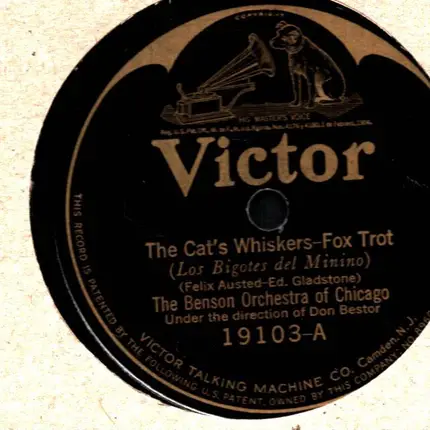 COPYRIGHT
HIS MASTER'S VOICE
Victor
The Cat's Whiskers–Fox Trot
(Los Bigotes del Minino)
(Felix Austed-Ed. Gladstone)
The Benson Orchestra of Chicago
Under the direction of Don Bestor
19103-A
VICTOR TALKING MACHINE CO. Camden, N.J.
THIS RECORD IS PATENTED BY THE FOLLOWING U.S. PATENT, OWNED BY THIS COMPANY: NO.